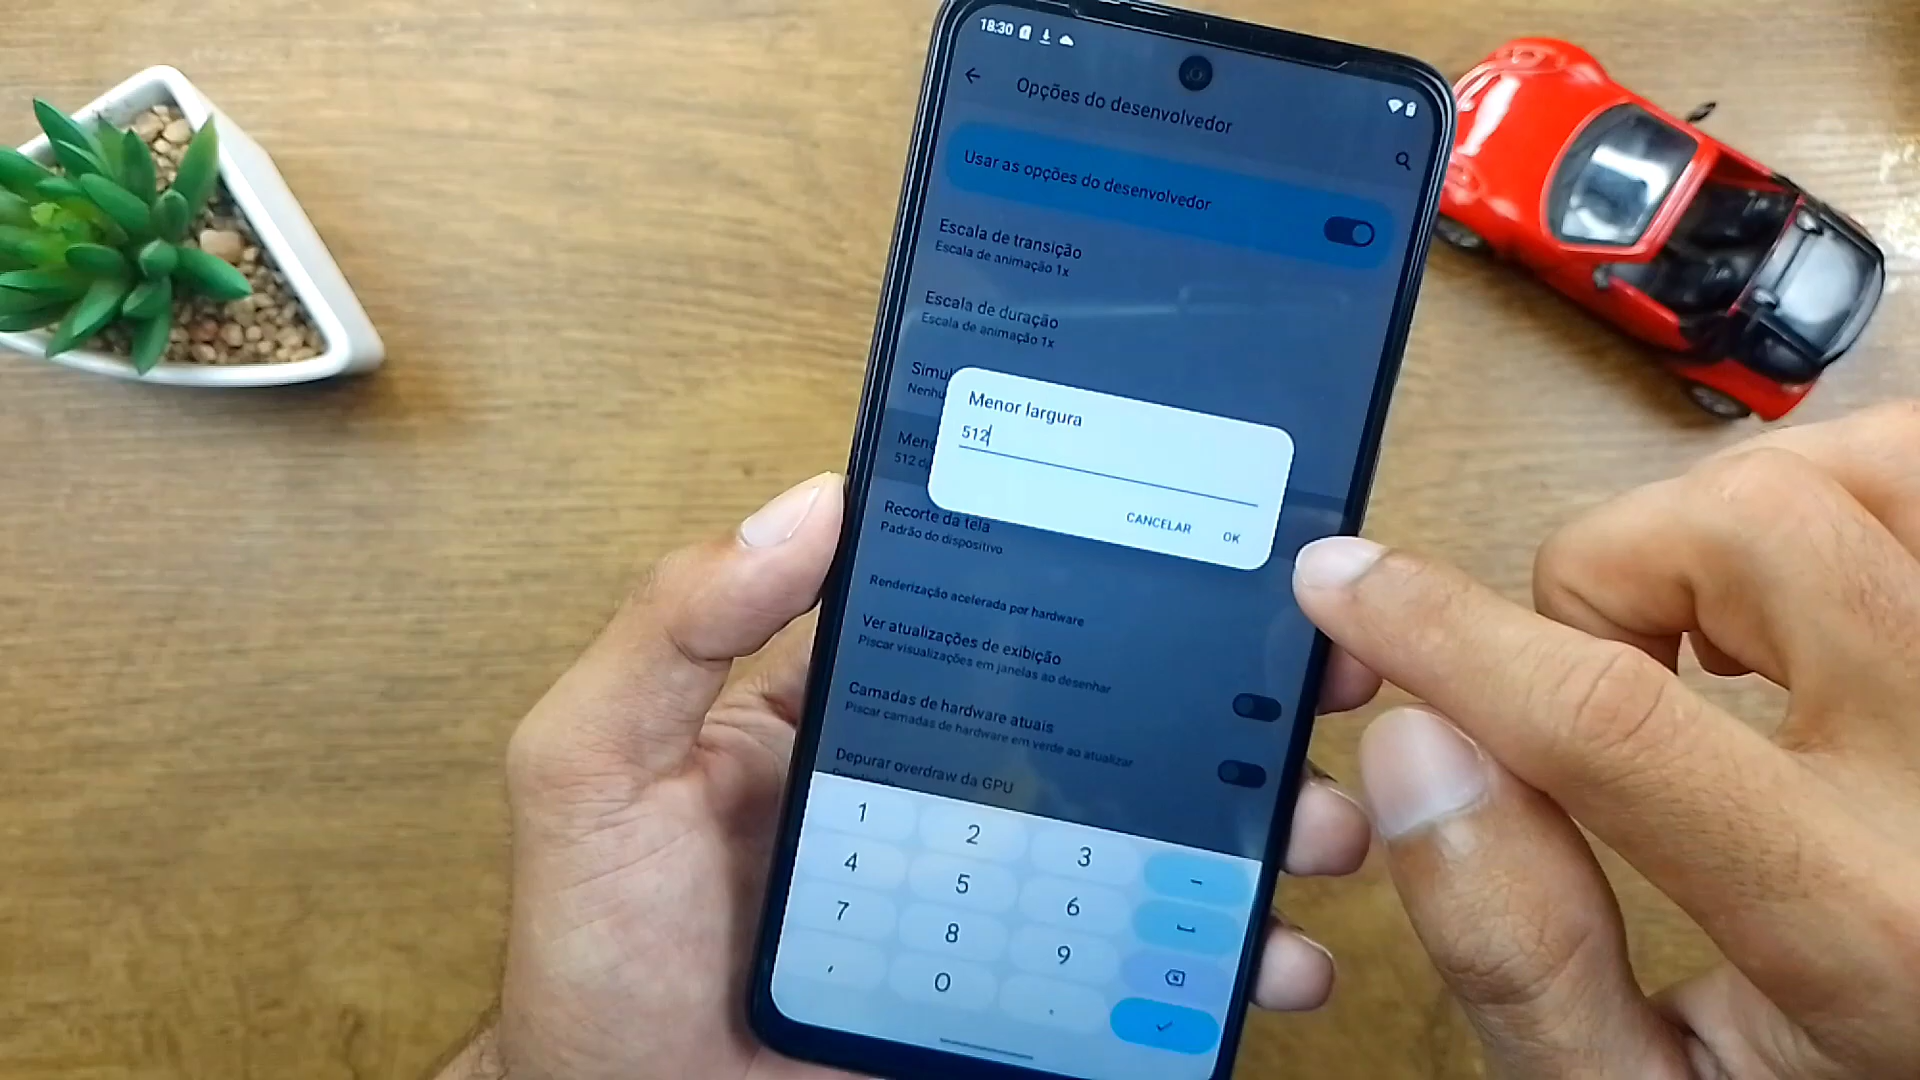 18:30
Opções do desenvolvedor
Usar as opções do desenvolvedor
Escala de transição
Escala de animação 1x
Escala de duração
Escala de animação 1x
Menor largura
512
CANCELAR OK
512
Recorte da tela
Padrão do dispositivo
Renderização acelerada por hardware
Ver atualizações de exibição
Piscar visualizações em janelas ao desenhar
Camadas de hardware atuais
Piscar camadas de hardware em verde ao atualizar
Depurar overdraw da GPU
1 2 3 -
4 5 6
7 8 9
, 0 .